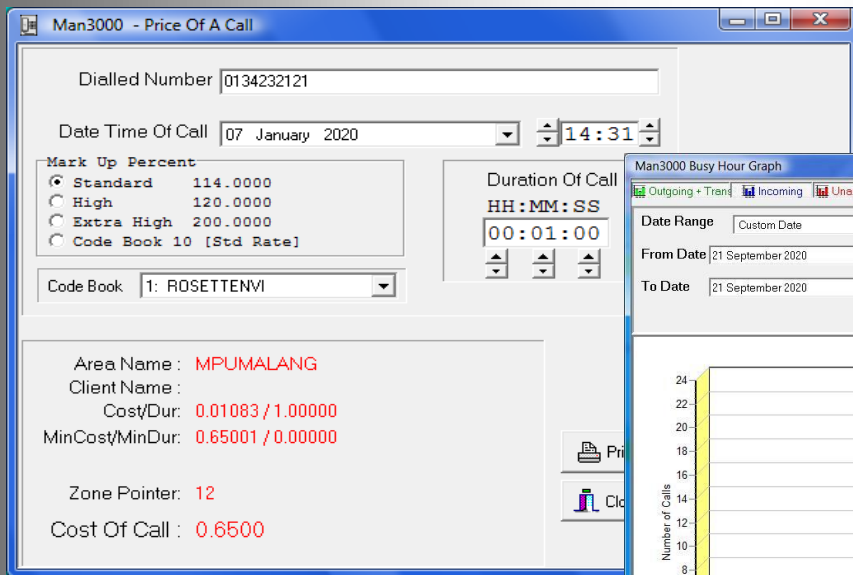 Man3000 - Price Of A Call
Dialled Number 0134232121
Date Time Of Call 07 January 2020 14:31
Mark Up Percent
Standard 114.0000
High 120.0000
Extra High 200.0000
Code Book 10 [Std Rate]
Duration Of Call
HH:MM:SS
00:01:00
Code Book 1: ROSETTENVI
Area Name : MPUMALANG
Client Name :
Cost/Dur: 0.01083 / 1.00000
MinCost/MinDur: 0.65001 / 0.00000
Zone Pointer: 12
Cost Of Call : 0.6500
Pri
Clo
Man3000 Busy Hour Graph
Outgoing + Trans Incoming Una
Date Range Custom Date
From Date 21 September 2020
To Date 21 September 2020
Number of Calls
24
22
20
18
16
14
12
10
8